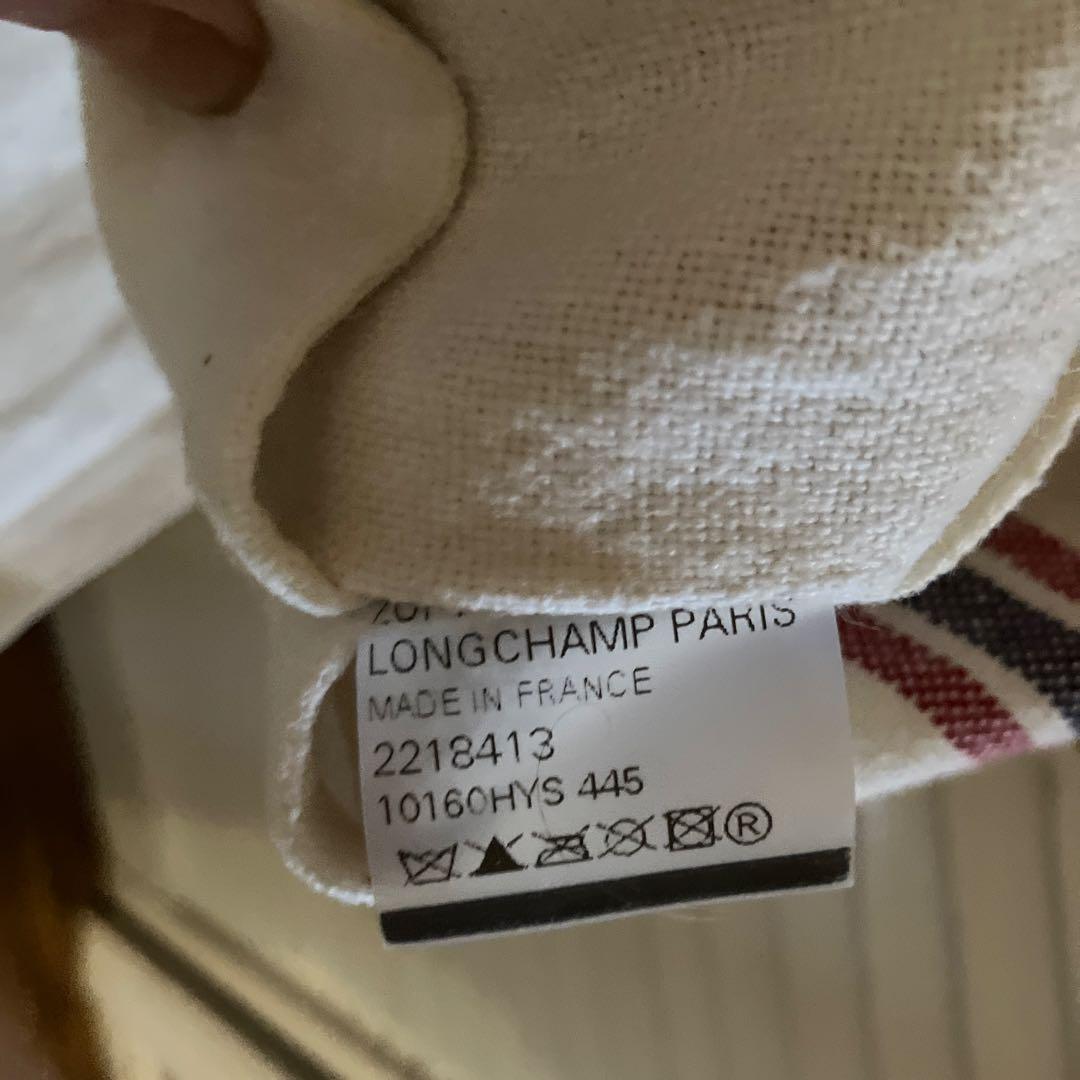 LONGCHAMP PARIS
MADE IN FRANCE
2218413
10160HYS 445
®